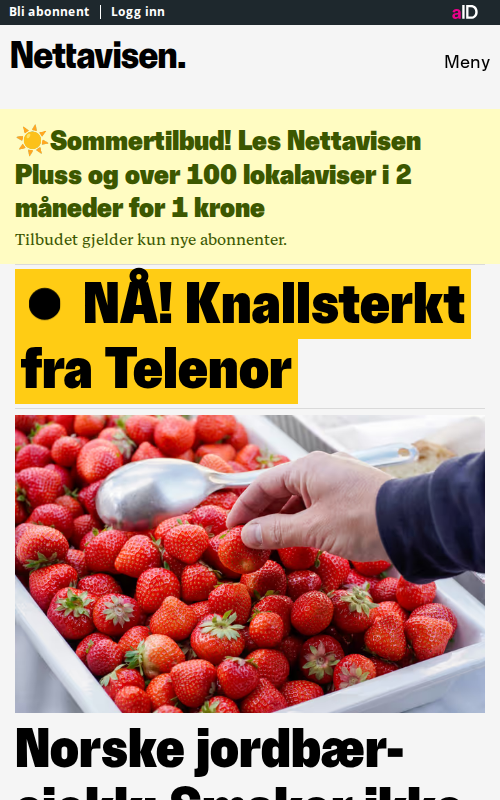 Bli abonnent | Logg inn
aID
Nettavisen.
Meny
☀️Sommertilbud! Les Nettavisen
Pluss og over 100 lokalaviser i 2
måneder for 1 krone
Tilbudet gjelder kun nye abonnenter.
● NÅ! Knallsterkt
fra Telenor
Norske jordbær-